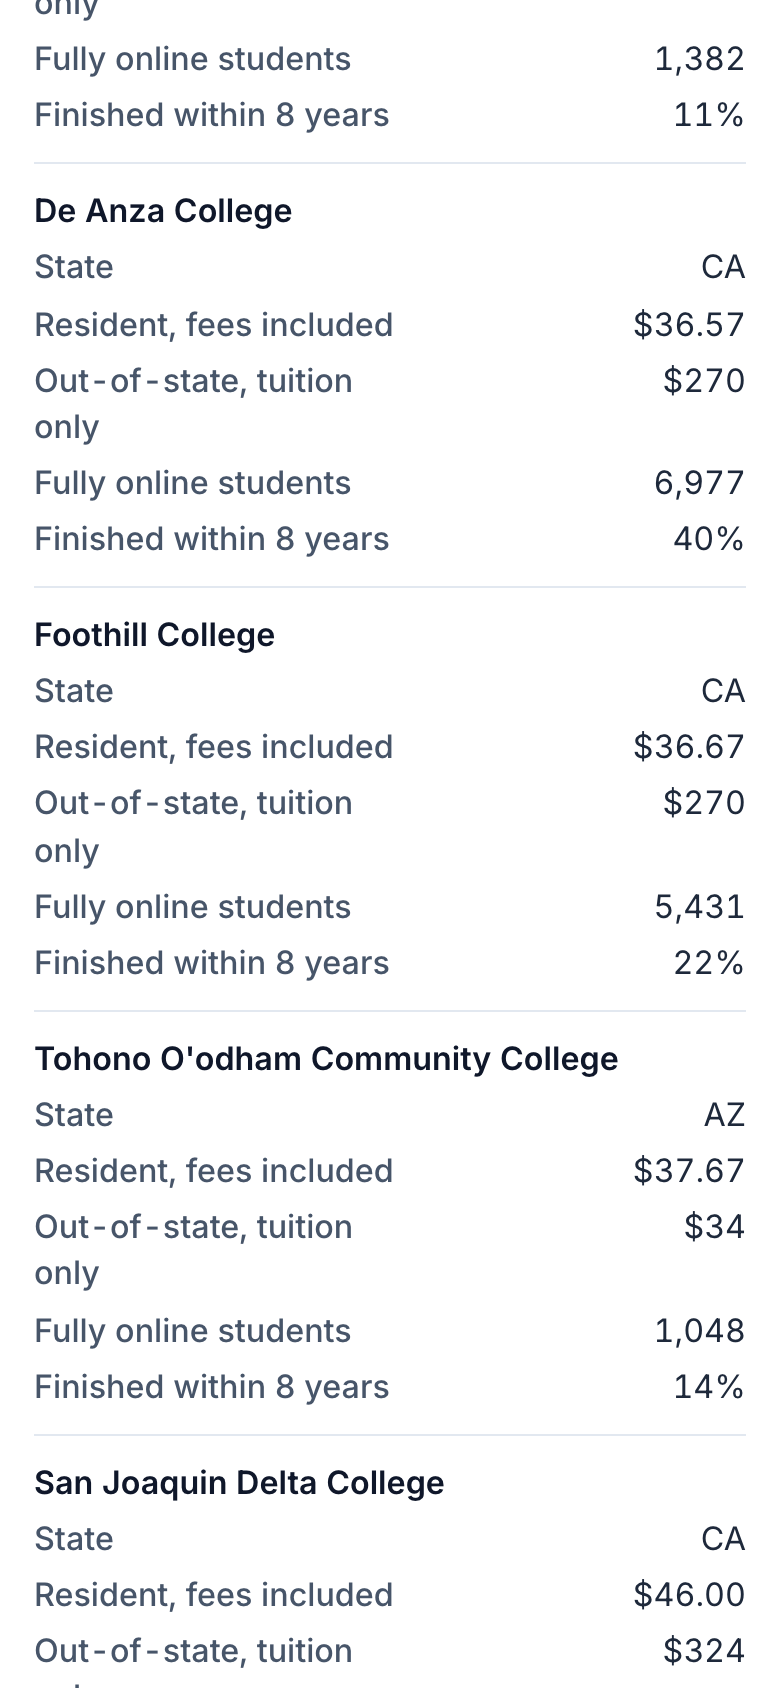 only
Fully online students 1,382
Finished within 8 years 11%
De Anza College
State CA
Resident, fees included $36.57
Out-of-state, tuition $270
only
Fully online students 6,977
Finished within 8 years 40%
Foothill College
State CA
Resident, fees included $36.67
Out-of-state, tuition $270
only
Fully online students 5,431
Finished within 8 years 22%
Tohono O'odham Community College
State AZ
Resident, fees included $37.67
Out-of-state, tuition $34
only
Fully online students 1,048
Finished within 8 years 14%
San Joaquin Delta College
State CA
Resident, fees included $46.00
Out-of-state, tuition $324